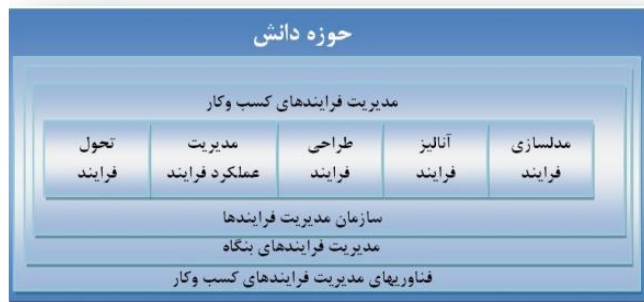 حوزه دانش
مدیریت فرایندهای کسب وکار
مدلسازی فرایند
آنالیز فرایند
طراحی فرایند
مدیریت عملکرد فرایند
تحول فرایند
سازمان مدیریت فرایندها
مدیریت فرایندهای بنگاه
فناوریهای مدیریت فرایندهای کسب وکار